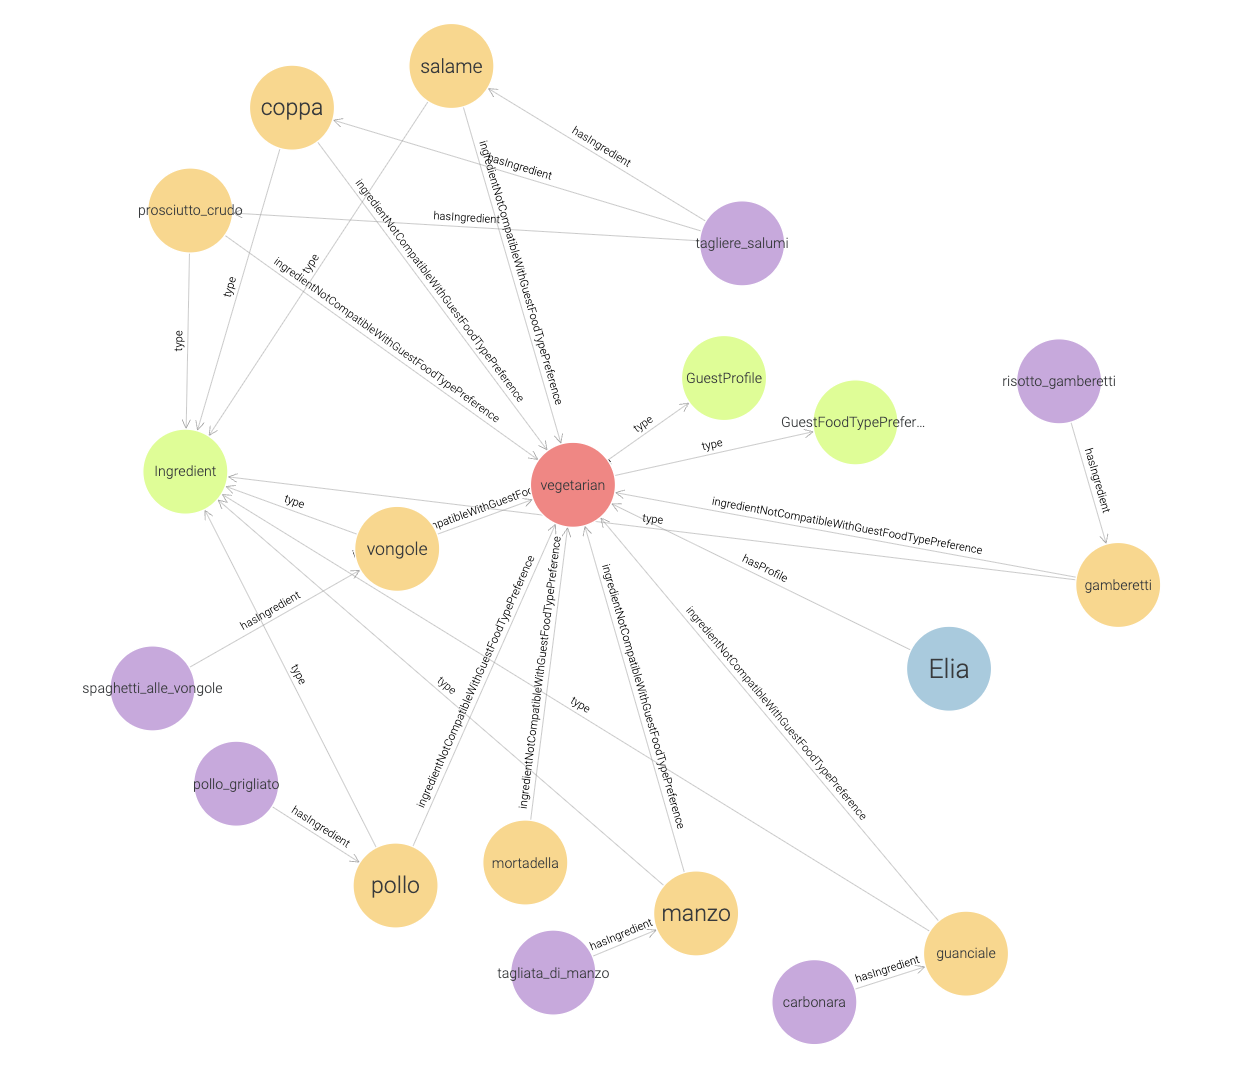 salame
coppa
hasIngredient
hasIngredient
prosciutto_crudo
hasIngredient
tagliere_salumi
ingredientNotCompatibleWithGuestFoodTypePreference
ingredientNotCompatibleWithGuestFoodTypePreference
ingredientNotCompatibleWithGuestFoodTypePreference
type
type
type
GuestProfile
risotto_gamberetti
GuestFoodTypePrefer...
type
type
Ingredient
vegetarian
hasIngredient
type
patibleWithGuestFoo
type
ingredientNotCompatibleWithGuestFoodTypePreference
vongole
hasProfile
gamberetti
hasIngredient
ingredientNotCompatibleWithGuestFoodTypePreference
ingredientNotCompatibleWithGuestFoodTypePreference
ingredientNotCompatibleWithGuestFoodTypePreference
ingredientNotCompatibleWithGuestFoodTypePreference
Elia
spaghetti_alle_vongole
type
type
type
pollo_grigliato
hasIngredient
pollo
mortadella
manzo
hasIngredient
tagliata_di_manzo
guanciale
hasIngredient
carbonara